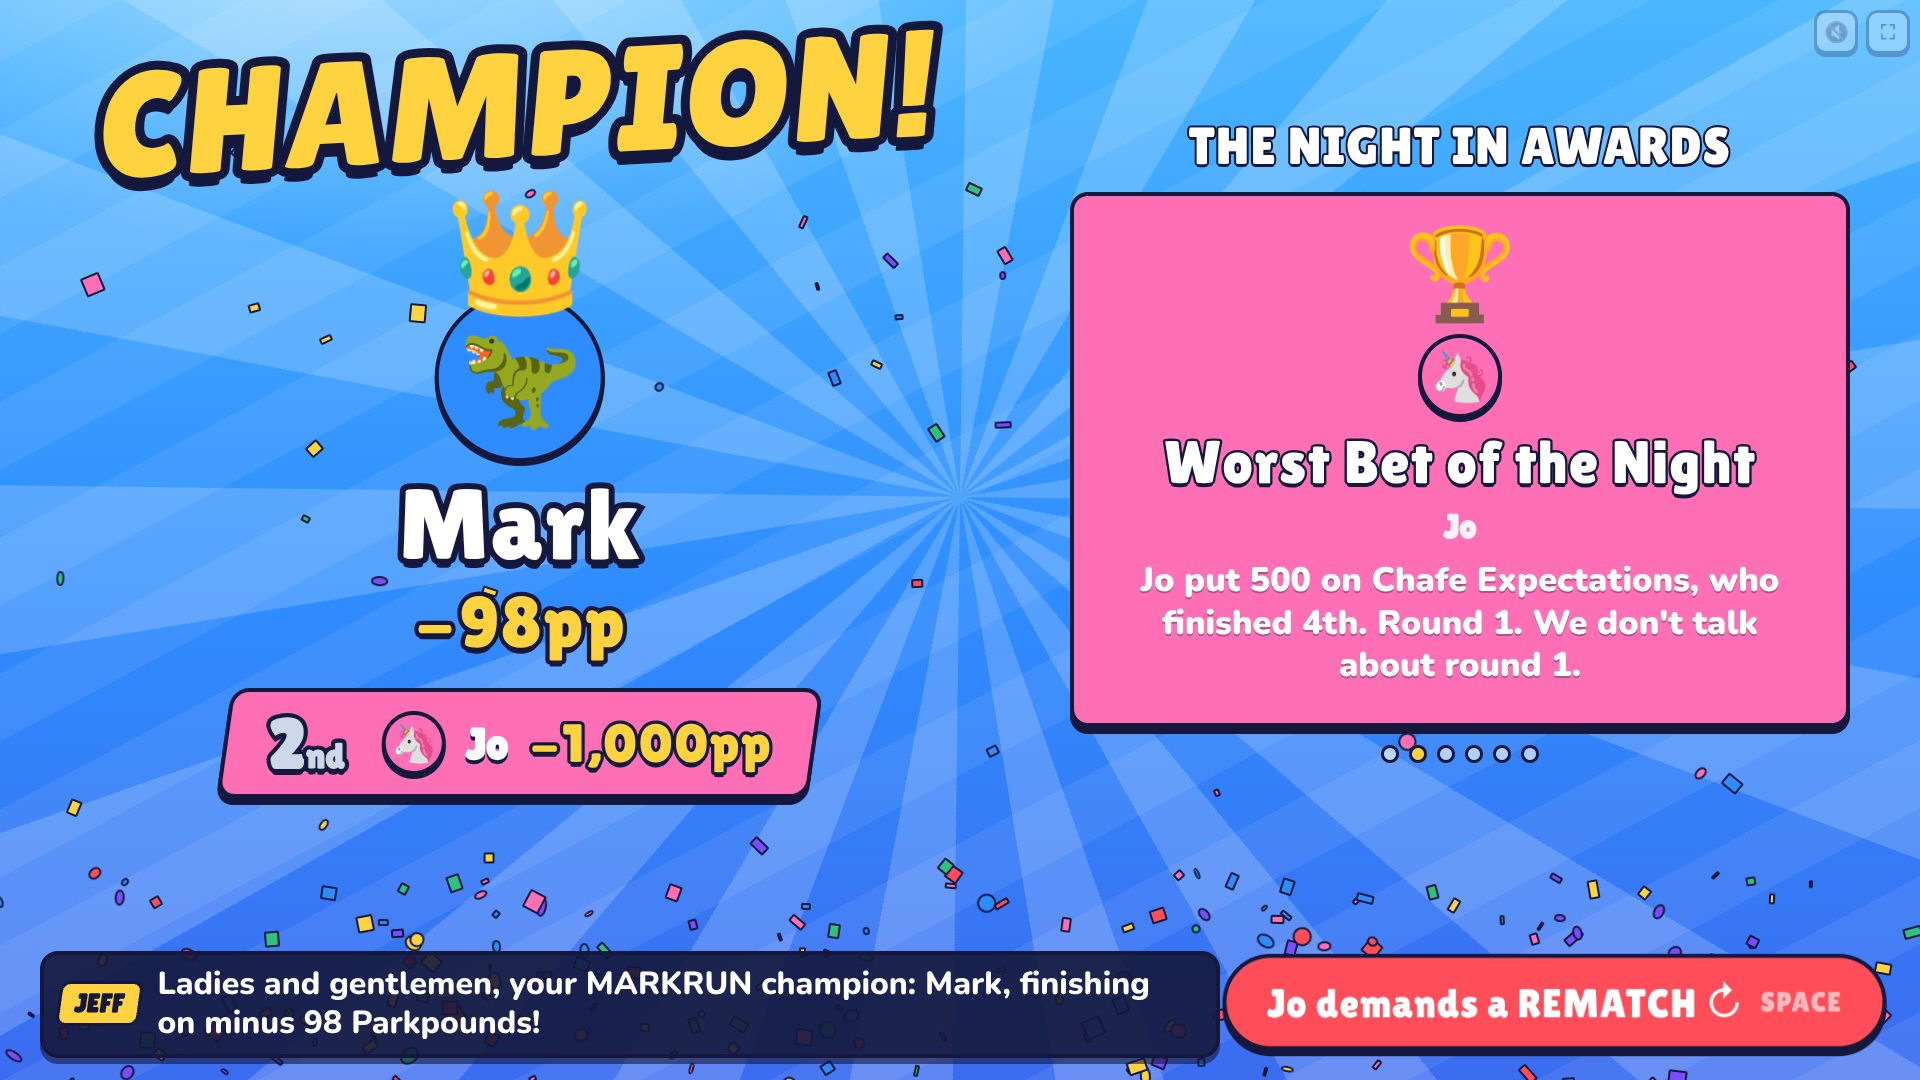 CHAMPION!
Mark
–98pp
2nd Jo –1,000pp
THE NIGHT IN AWARDS
Worst Bet of the Night
Jo
Jo put 500 on Chafe Expectations, who
finished 4th. Round 1. We don't talk
about round 1.
JEFF
Ladies and gentlemen, your MARKRUN champion: Mark, finishing
on minus 98 Parkpounds!
Jo demands a REMATCH SPACE